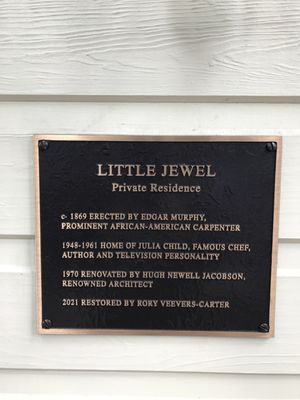 LITTLE JEWEL
Private Residence
c- 1869 ERECTED BY EDGAR MURPHY,
PROMINENT AFRICAN-AMERICAN CARPENTER
1948-1961 HOME OF JULIA CHILD, FAMOUS CHEF,
AUTHOR AND TELEVISION PERSONALITY
1970 RENOVATED BY HUGH NEWELL JACOBSON,
RENOWNED ARCHITECT
2021 RESTORED BY RORY VEEVERS-CARTER